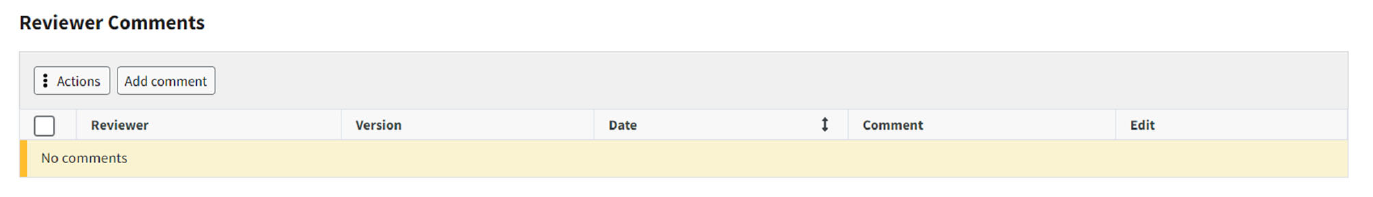 Reviewer Comments
Actions Add comment
Reviewer Version Date Comment Edit
No comments